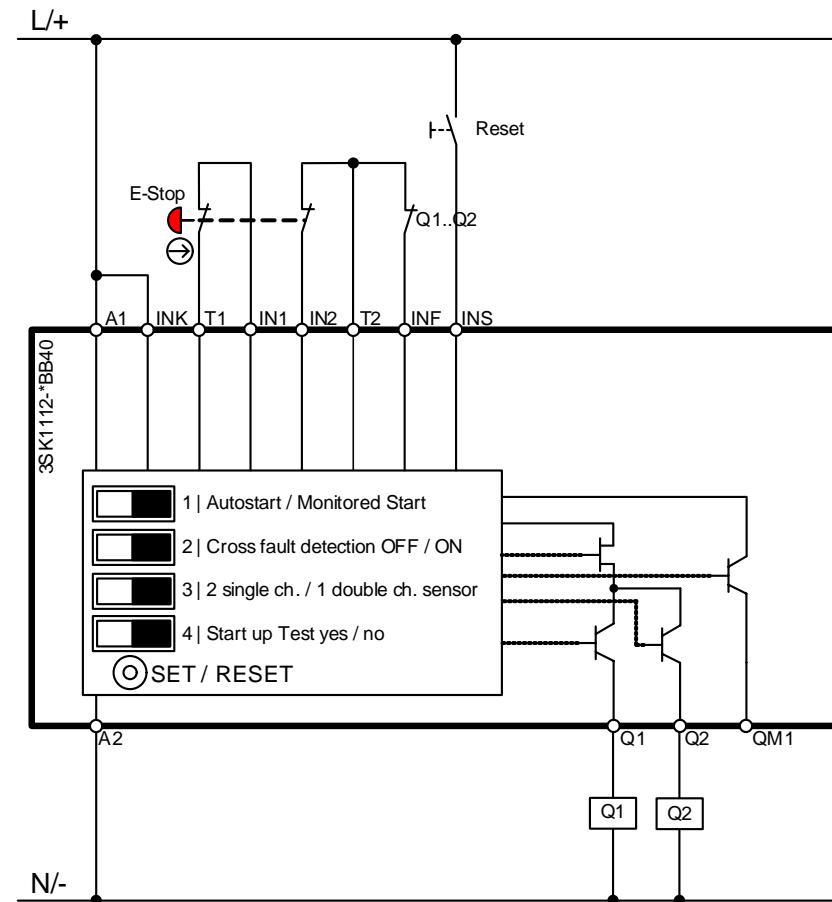 L/+
Reset
E-Stop
Q1..Q2
A1 INK T1 IN1 IN2 T2 INF INS
3SK1112-*BB40
1 | Autostart / Monitored Start
2 | Cross fault detection OFF / ON
3 | 2 single ch. / 1 double ch. sensor
4 | Start up Test yes / no
SET / RESET
A2 Q1 Q2 QM1
Q1 Q2
N/-